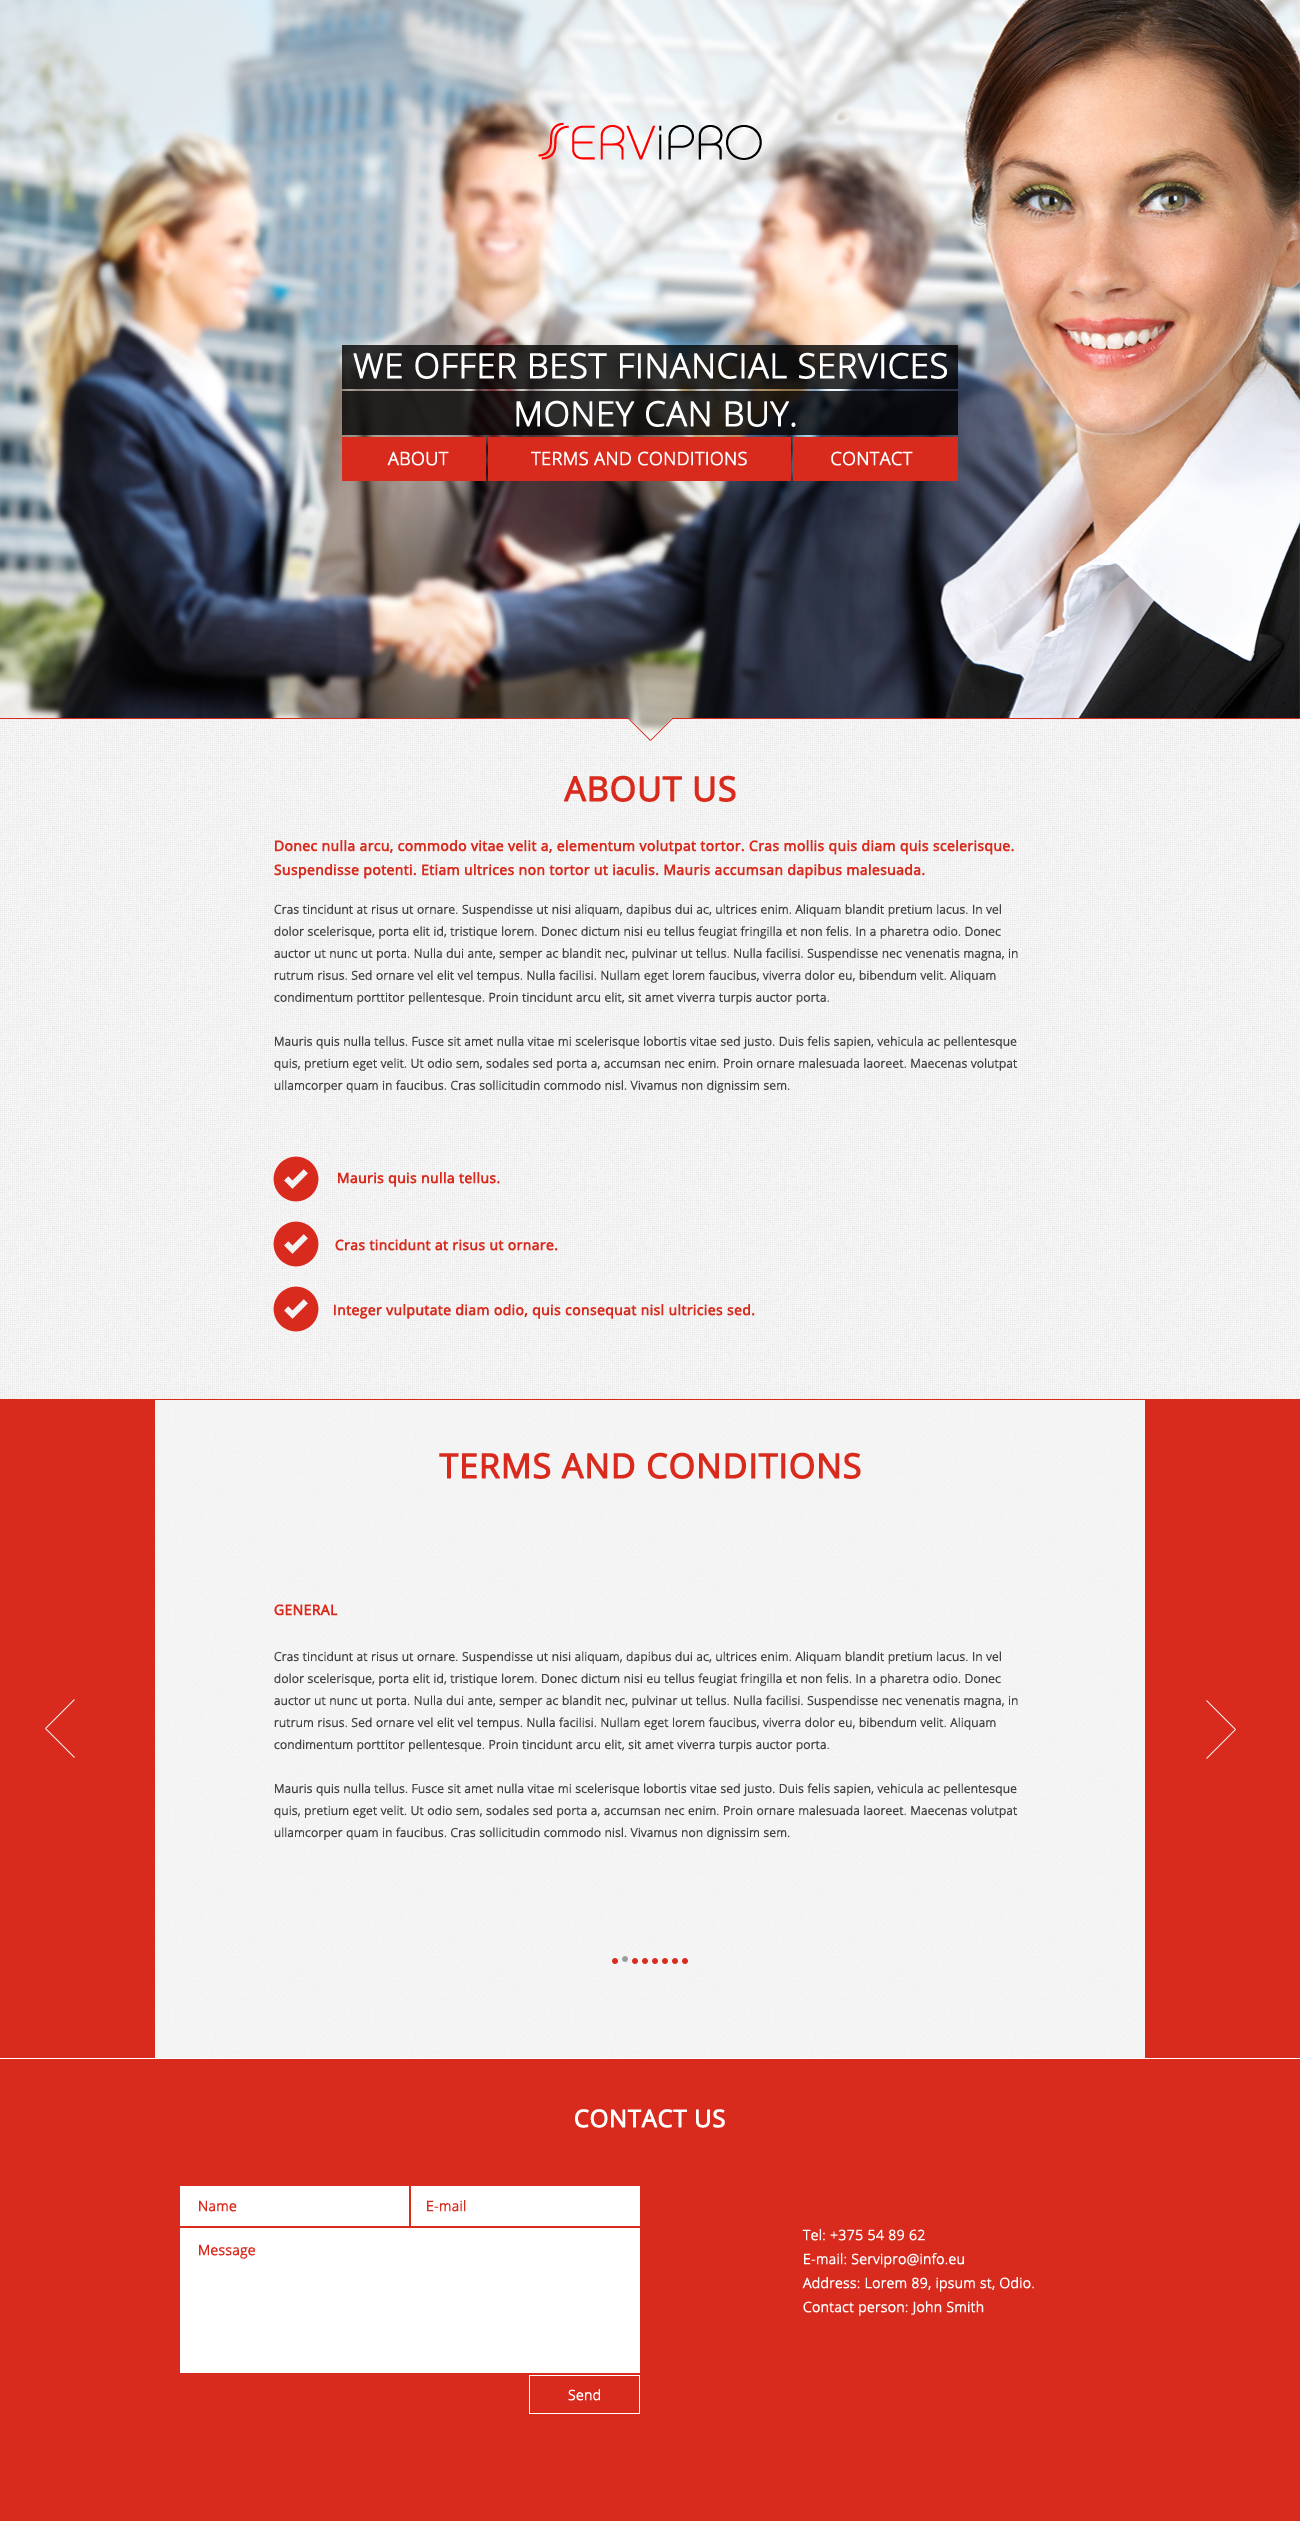 SERViPRO
WE OFFER BEST FINANCIAL SERVICES
MONEY CAN BUY.
ABOUT
TERMS AND CONDITIONS
CONTACT
ABOUT US
Donec nulla arcu, commodo vitae velit a, elementum volutpat tortor. Cras mollis quis diam quis scelerisque.
Suspendisse potenti. Etiam ultrices non tortor ut iaculis. Mauris accumsan dapibus malesuada.
Cras tincidunt at risus ut ornare. Suspendisse ut nisi aliquam, dapibus dui ac, ultrices enim. Aliquam blandit pretium lacus. In vel
dolor scelerisque, porta elit id, tristique lorem. Donec dictum nisi eu tellus feugiat fringilla et non felis. In a pharetra odio. Donec
auctor ut nunc ut porta. Nulla dui ante, semper ac blandit nec, pulvinar ut tellus. Nulla facilisi. Suspendisse nec venenatis magna, in
rutrum risus. Sed ornare vel elit vel tempus. Nulla facilisi. Nullam eget lorem faucibus, viverra dolor eu, bibendum velit. Aliquam
condimentum porttitor pellentesque. Proin tincidunt arcu elit, sit amet viverra turpis auctor porta.
Mauris quis nulla tellus. Fusce sit amet nulla vitae mi scelerisque lobortis vitae sed justo. Duis felis sapien, vehicula ac pellentesque
quis, pretium eget velit. Ut odio sem, sodales sed porta a, accumsan nec enim. Proin ornare malesuada laoreet. Maecenas volutpat
ullamcorper quam in faucibus. Cras sollicitudin commodo nisl. Vivamus non dignissim sem.
Mauris quis nulla tellus.
Cras tincidunt at risus ut ornare.
Integer vulputate diam odio, quis consequat nisl ultricies sed.
TERMS AND CONDITIONS
GENERAL
Cras tincidunt at risus ut ornare. Suspendisse ut nisi aliquam, dapibus dui ac, ultrices enim. Aliquam blandit pretium lacus. In vel
dolor scelerisque, porta elit id, tristique lorem. Donec dictum nisi eu tellus feugiat fringilla et non felis. In a pharetra odio. Donec
auctor ut nunc ut porta. Nulla dui ante, semper ac blandit nec, pulvinar ut tellus. Nulla facilisi. Suspendisse nec venenatis magna, in
rutrum risus. Sed ornare vel elit vel tempus. Nulla facilisi. Nullam eget lorem faucibus, viverra dolor eu, bibendum velit. Aliquam
condimentum porttitor pellentesque. Proin tincidunt arcu elit, sit amet viverra turpis auctor porta.
Mauris quis nulla tellus. Fusce sit amet nulla vitae mi scelerisque lobortis vitae sed justo. Duis felis sapien, vehicula ac pellentesque
quis, pretium eget velit. Ut odio sem, sodales sed porta a, accumsan nec enim. Proin ornare malesuada laoreet. Maecenas volutpat
ullamcorper quam in faucibus. Cras sollicitudin commodo nisl. Vivamus non dignissim sem.
CONTACT US
Name
E-mail
Message
Send
Tel: +375 54 89 62
E-mail: Servipro@info.eu
Address: Lorem 89, ipsum st, Odio.
Contact person: John Smith